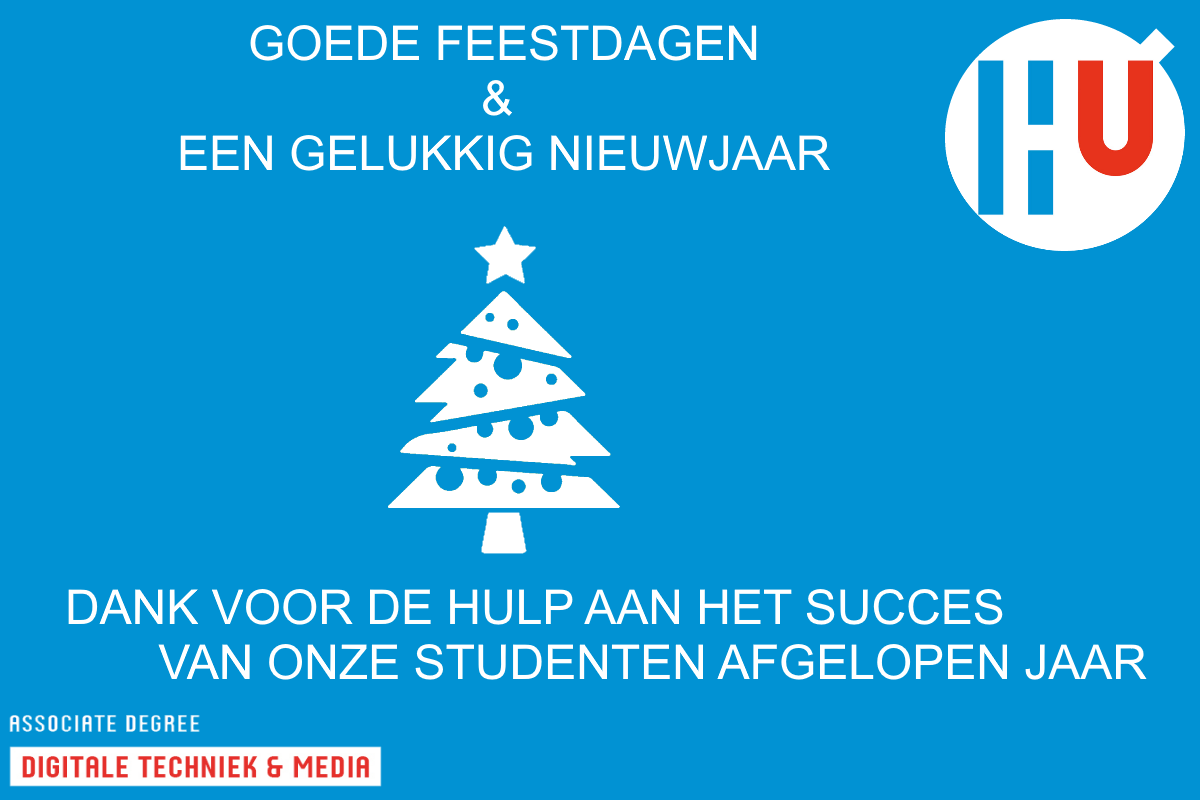 GOEDE FEESTDAGEN
&
EEN GELUKKIG NIEUWJAAR
HU
DANK VOOR DE HULP AAN HET SUCCES
VAN ONZE STUDENTEN AFGELOPEN JAAR
ASSOCIATE DEGREE
DIGITALE TECHNIEK & MEDIA